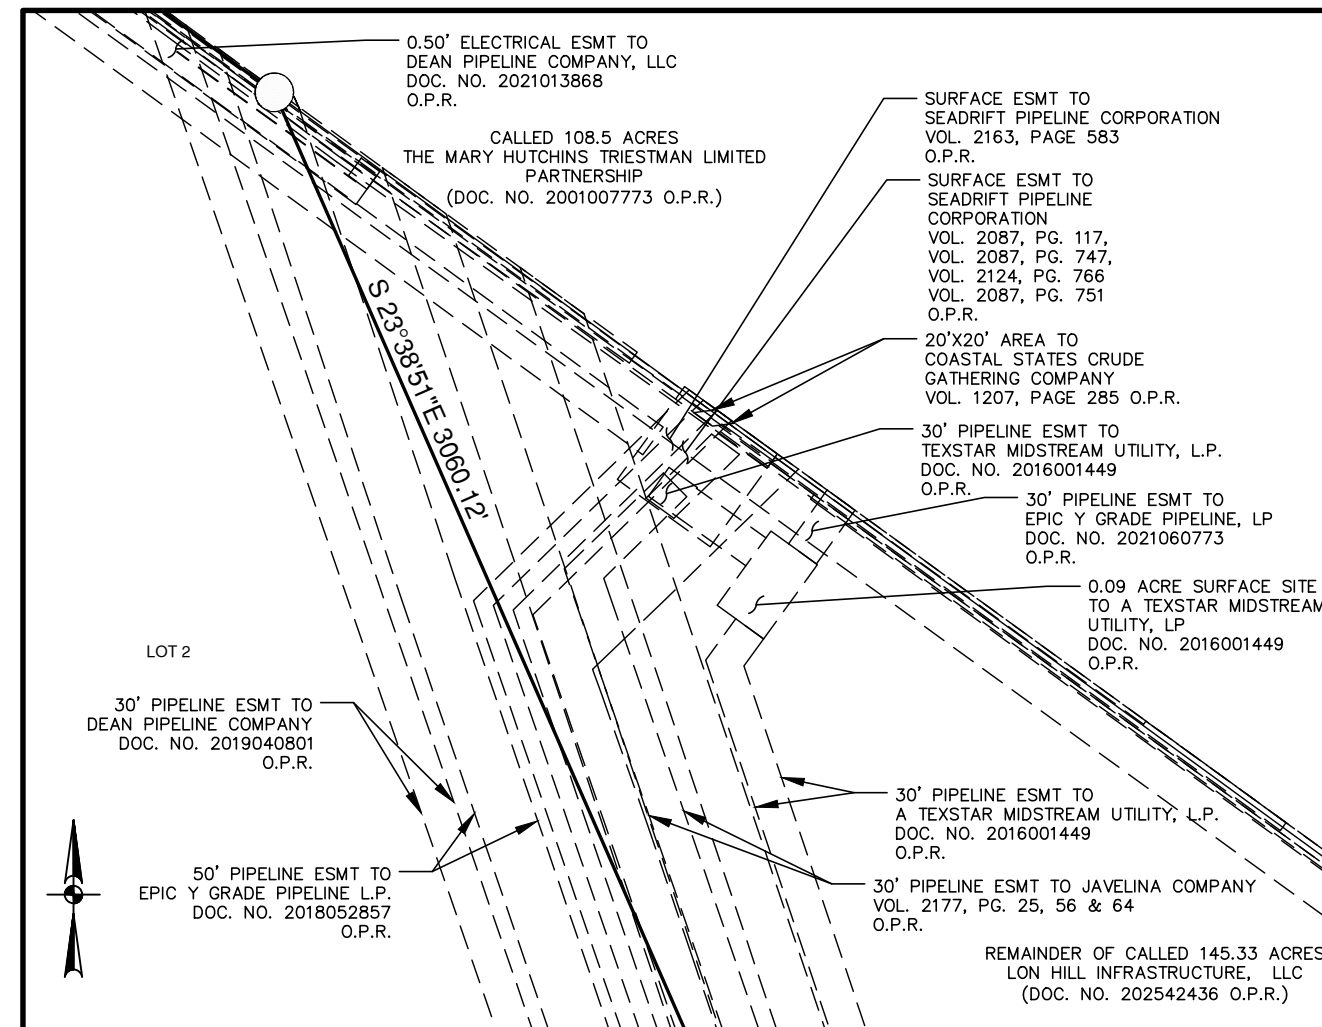 0.50' ELECTRICAL ESMT TO
DEAN PIPELINE COMPANY, LLC
DOC. NO. 2021013868
O.P.R.
CALLED 108.5 ACRES
THE MARY HUTCHINS TRIESTMAN LIMITED
PARTNERSHIP
(DOC. NO. 2001007773 O.P.R.)
SURFACE ESMT TO
SEADRIFT PIPELINE CORPORATION
VOL. 2163, PAGE 583
O.P.R.
SURFACE ESMT TO
SEADRIFT PIPELINE
CORPORATION
VOL. 2087, PG. 117,
VOL. 2087, PG. 747,
VOL. 2124, PG. 766
VOL. 2087, PG. 751
O.P.R.
20'X20' AREA TO
COASTAL STATES CRUDE
GATHERING COMPANY
VOL. 1207, PAGE 285 O.P.R.
30' PIPELINE ESMT TO
TEXSTAR MIDSTREAM UTILITY, L.P.
DOC. NO. 2016001449
O.P.R.
30' PIPELINE ESMT TO
EPIC Y GRADE PIPELINE, LP
DOC. NO. 2021060773
O.P.R.
0.09 ACRE SURFACE SITE
TO A TEXSTAR MIDSTREAM
UTILITY, LP
DOC. NO. 2016001449
O.P.R.
S 23°38'51"E 3060.12'
LOT 2
30' PIPELINE ESMT TO
DEAN PIPELINE COMPANY
DOC. NO. 2019040801
O.P.R.
50' PIPELINE ESMT TO
EPIC Y GRADE PIPELINE L.P.
DOC. NO. 2018052857
O.P.R.
30' PIPELINE ESMT TO
A TEXSTAR MIDSTREAM UTILITY, L.P.
DOC. NO. 2016001449
O.P.R.
30' PIPELINE ESMT TO JAVELINA COMPANY
VOL. 2177, PG. 25, 56 & 64
O.P.R.
REMAINDER OF CALLED 145.33 ACRES
LON HILL INFRASTRUCTURE, LLC
(DOC. NO. 202542436 O.P.R.)